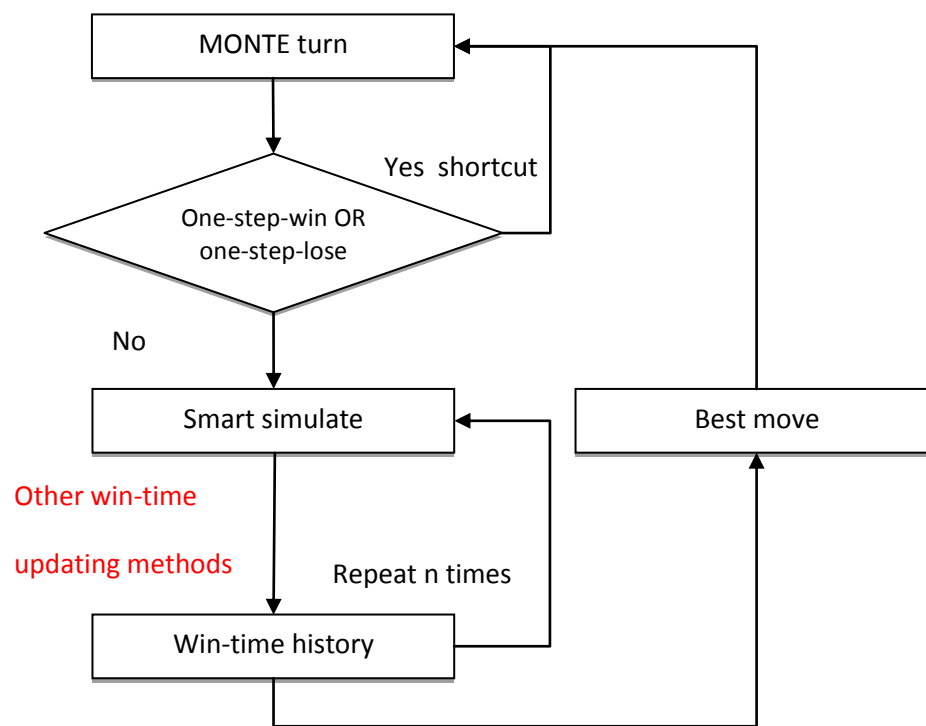 MONTE turn
Yes shortcut
One-step-win OR
one-step-lose
No
Smart simulate
Best move
Other win-time
updating methods
Repeat n times
Win-time history